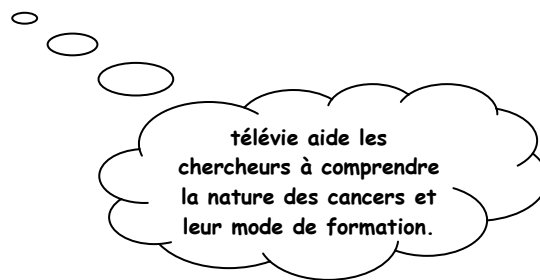 télévie aide les
chercheurs à comprendre
la nature des cancers et
leur mode de formation.